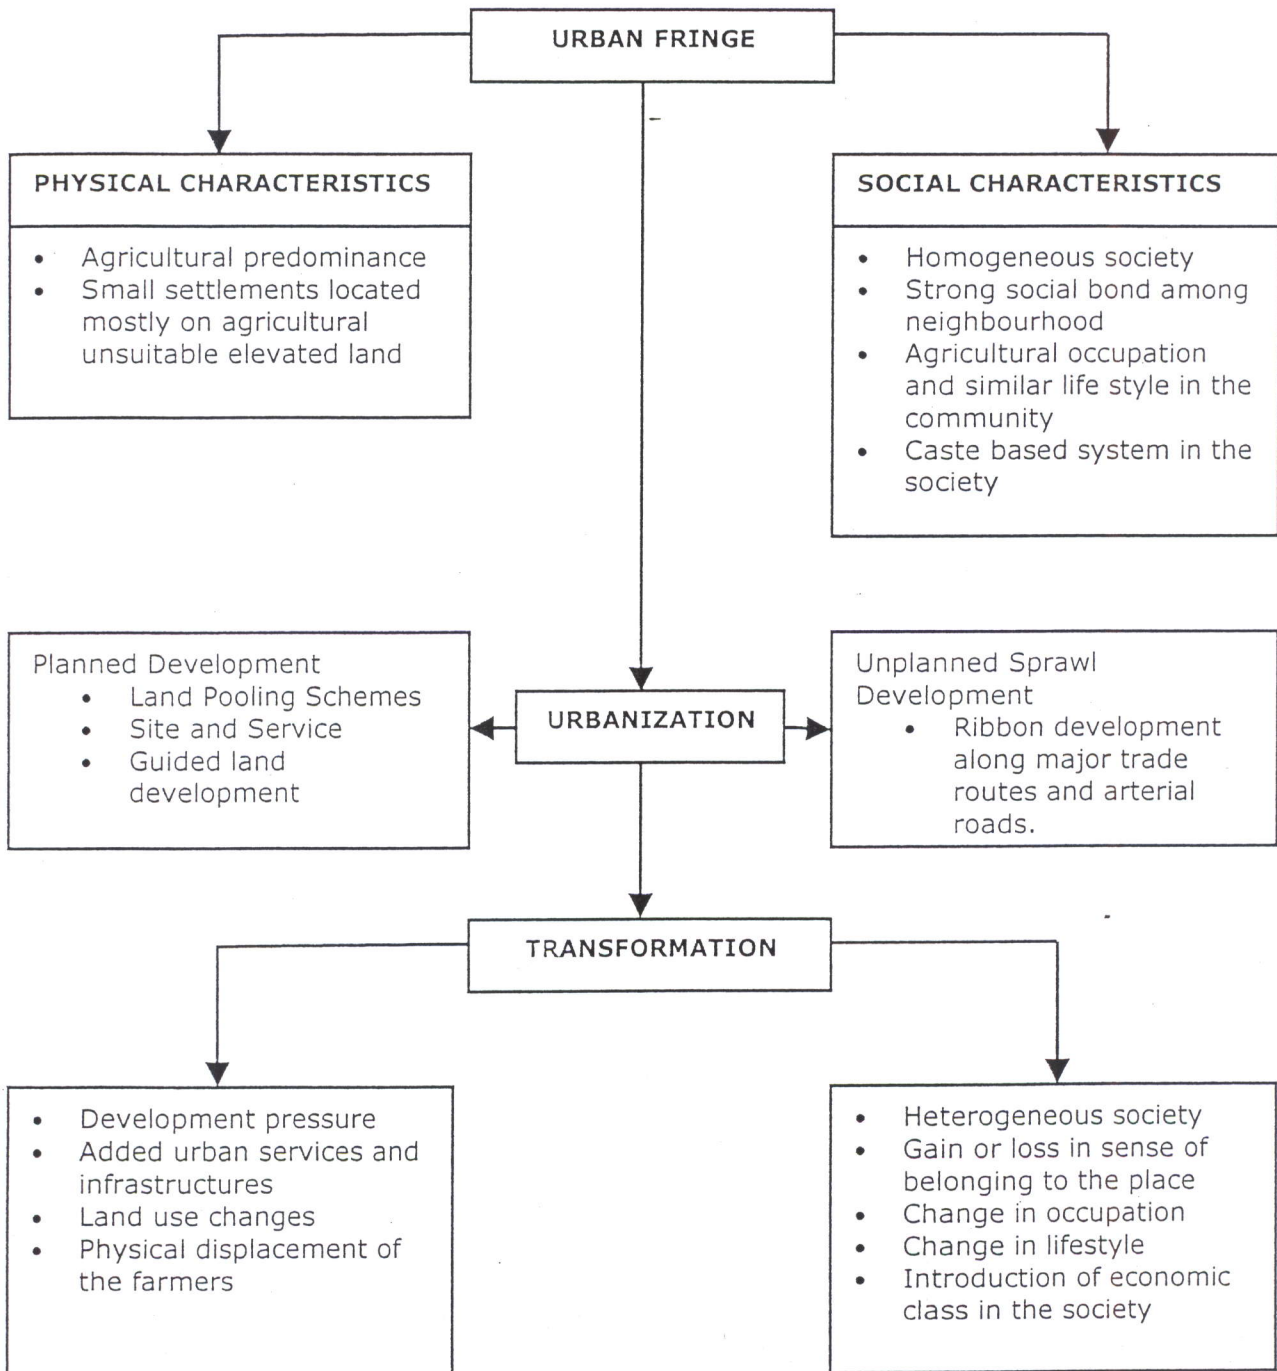 URBAN FRINGE
PHYSICAL CHARACTERISTICS
• Agricultural predominance
• Small settlements located
mostly on agricultural
unsuitable elevated land
SOCIAL CHARACTERISTICS
• Homogeneous society
• Strong social bond among
neighbourhood
• Agricultural occupation
and similar life style in the
community
• Caste based system in the
society
Planned Development
• Land Pooling Schemes
• Site and Service
• Guided land
development
URBANIZATION
Unplanned Sprawl
Development
• Ribbon development
along major trade
routes and arterial
roads.
TRANSFORMATION
• Development pressure
• Added urban services and
infrastructures
• Land use changes
• Physical displacement of
the farmers
• Heterogeneous society
• Gain or loss in sense of
belonging to the place
• Change in occupation
• Change in lifestyle
• Introduction of economic
class in the society